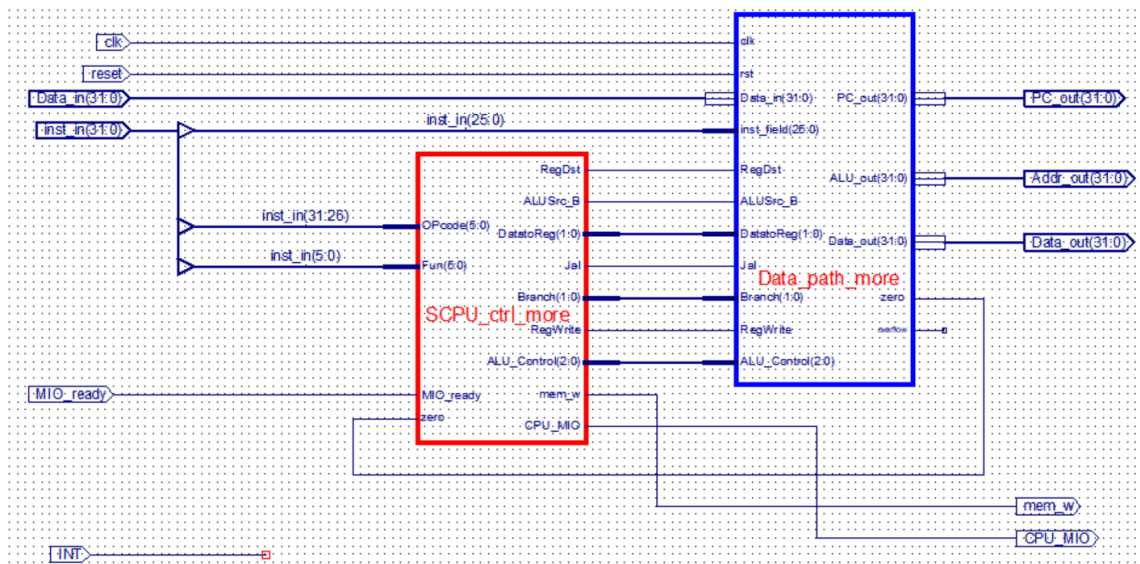 clk
reset
Data_in(31:0)
inst_in(31:0)
inst_in(25:0)
inst_in(31:26)
inst_in(5:0)
MIO_ready
INT
OPcode(5:0)
Fun(5:0)
MIO_ready
zero
SCPU_ctrl_more
RegDst
ALUSrc_B
DatatoReg(1:0)
Jal
Branch(1:0)
RegWrite
ALU_Control(2:0)
mem_w
CPU_MIO
clk
rst
Data_in(31:0)
inst_field(25:0)
RegDst
ALUSrc_B
DatatoReg(1:0)
Jal
Branch(1:0)
RegWrite
ALU_Control(2:0)
Data_path_more
PC_out(31:0)
ALU_out(31:0)
Data_out(31:0)
zero
overflow
PC_out(31:0)
Addr_out(31:0)
Data_out(31:0)
mem_w
CPU_MIO